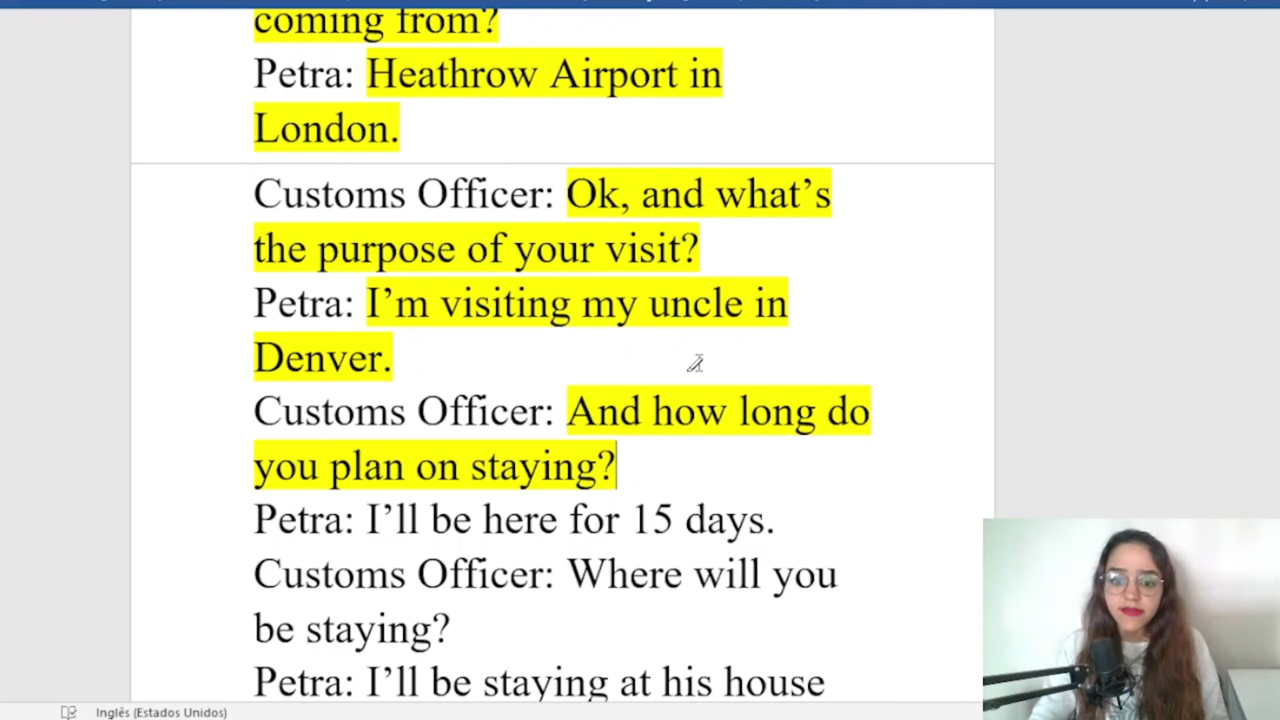 coming from?
Petra: Heathrow Airport in
London.
Customs Officer: Ok, and what’s
the purpose of your visit?
Petra: I’m visiting my uncle in
Denver.
Customs Officer: And how long do
you plan on staying?
Petra: I’ll be here for 15 days.
Customs Officer: Where will you
be staying?
Petra: I’ll be staying at his house
Inglês (Estados Unidos)